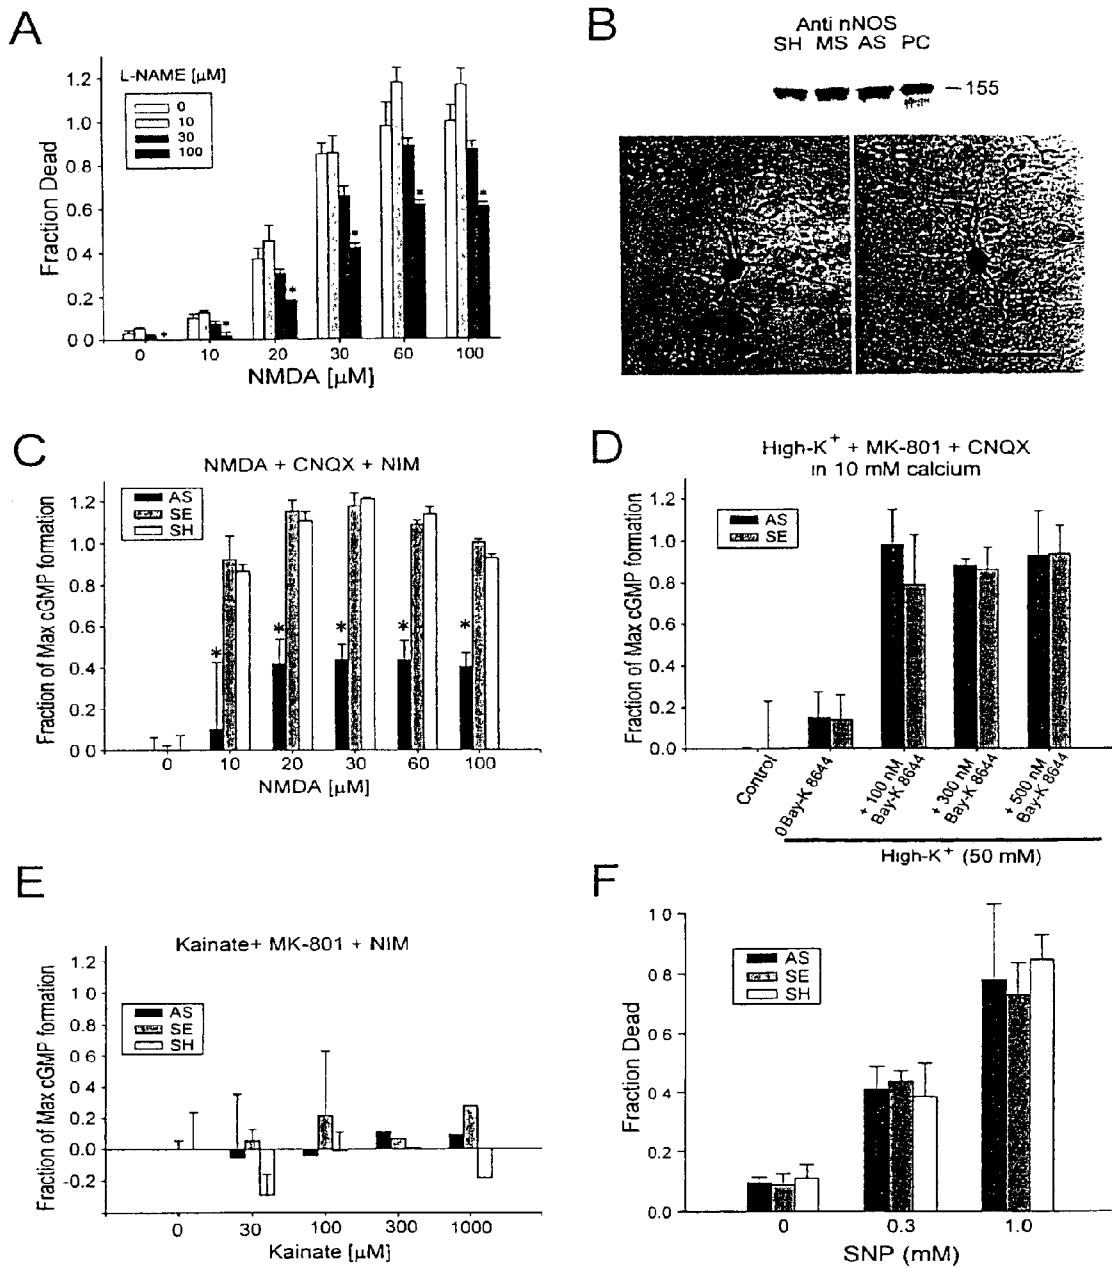 A
L-NAME [µM]
0
10
30
100
1.2
1.0
0.8
0.6
0.4
0.2
0 0
Fraction Dead
* * * * * *
0 10 20 30 60 100
NMDA [µM]
B
Anti nNOS
SH MS AS PC
155
C
NMDA + CNQX + NIM
AS
SE
SH
1.2
1.0
0.8
0.6
0.4
0.2
0 0
Fraction of Max cGMP formation
* * * * *
0 10 20 30 60 100
NMDA [µM]
D
High-K+ + MK-801 + CNQX
in 10 mM calcium
AS
SE
1.2
1.0
0.8
0.6
0.4
0.2
0.0
Fraction of Max cGMP formation
Control
0 Bay-K 8644
+ 100 nM
Bay-K 8644
+ 300 nM
Bay-K 8644
+ 500 nM
Bay-K 8644
High-K+ (50 mM)
E
Kainate+ MK-801 + NIM
AS
SE
SH
1.2
1.0
0.8
0.6
0.4
0.2
0.0
-0.2
Fraction of Max cGMP formation
0 30 100 300 1000
Kainate [µM]
F
AS
SE
SH
1 0
0.8
0 6
0.4
0.2
0.0
Fraction Dead
0 0.3 1.0
SNP (mM)